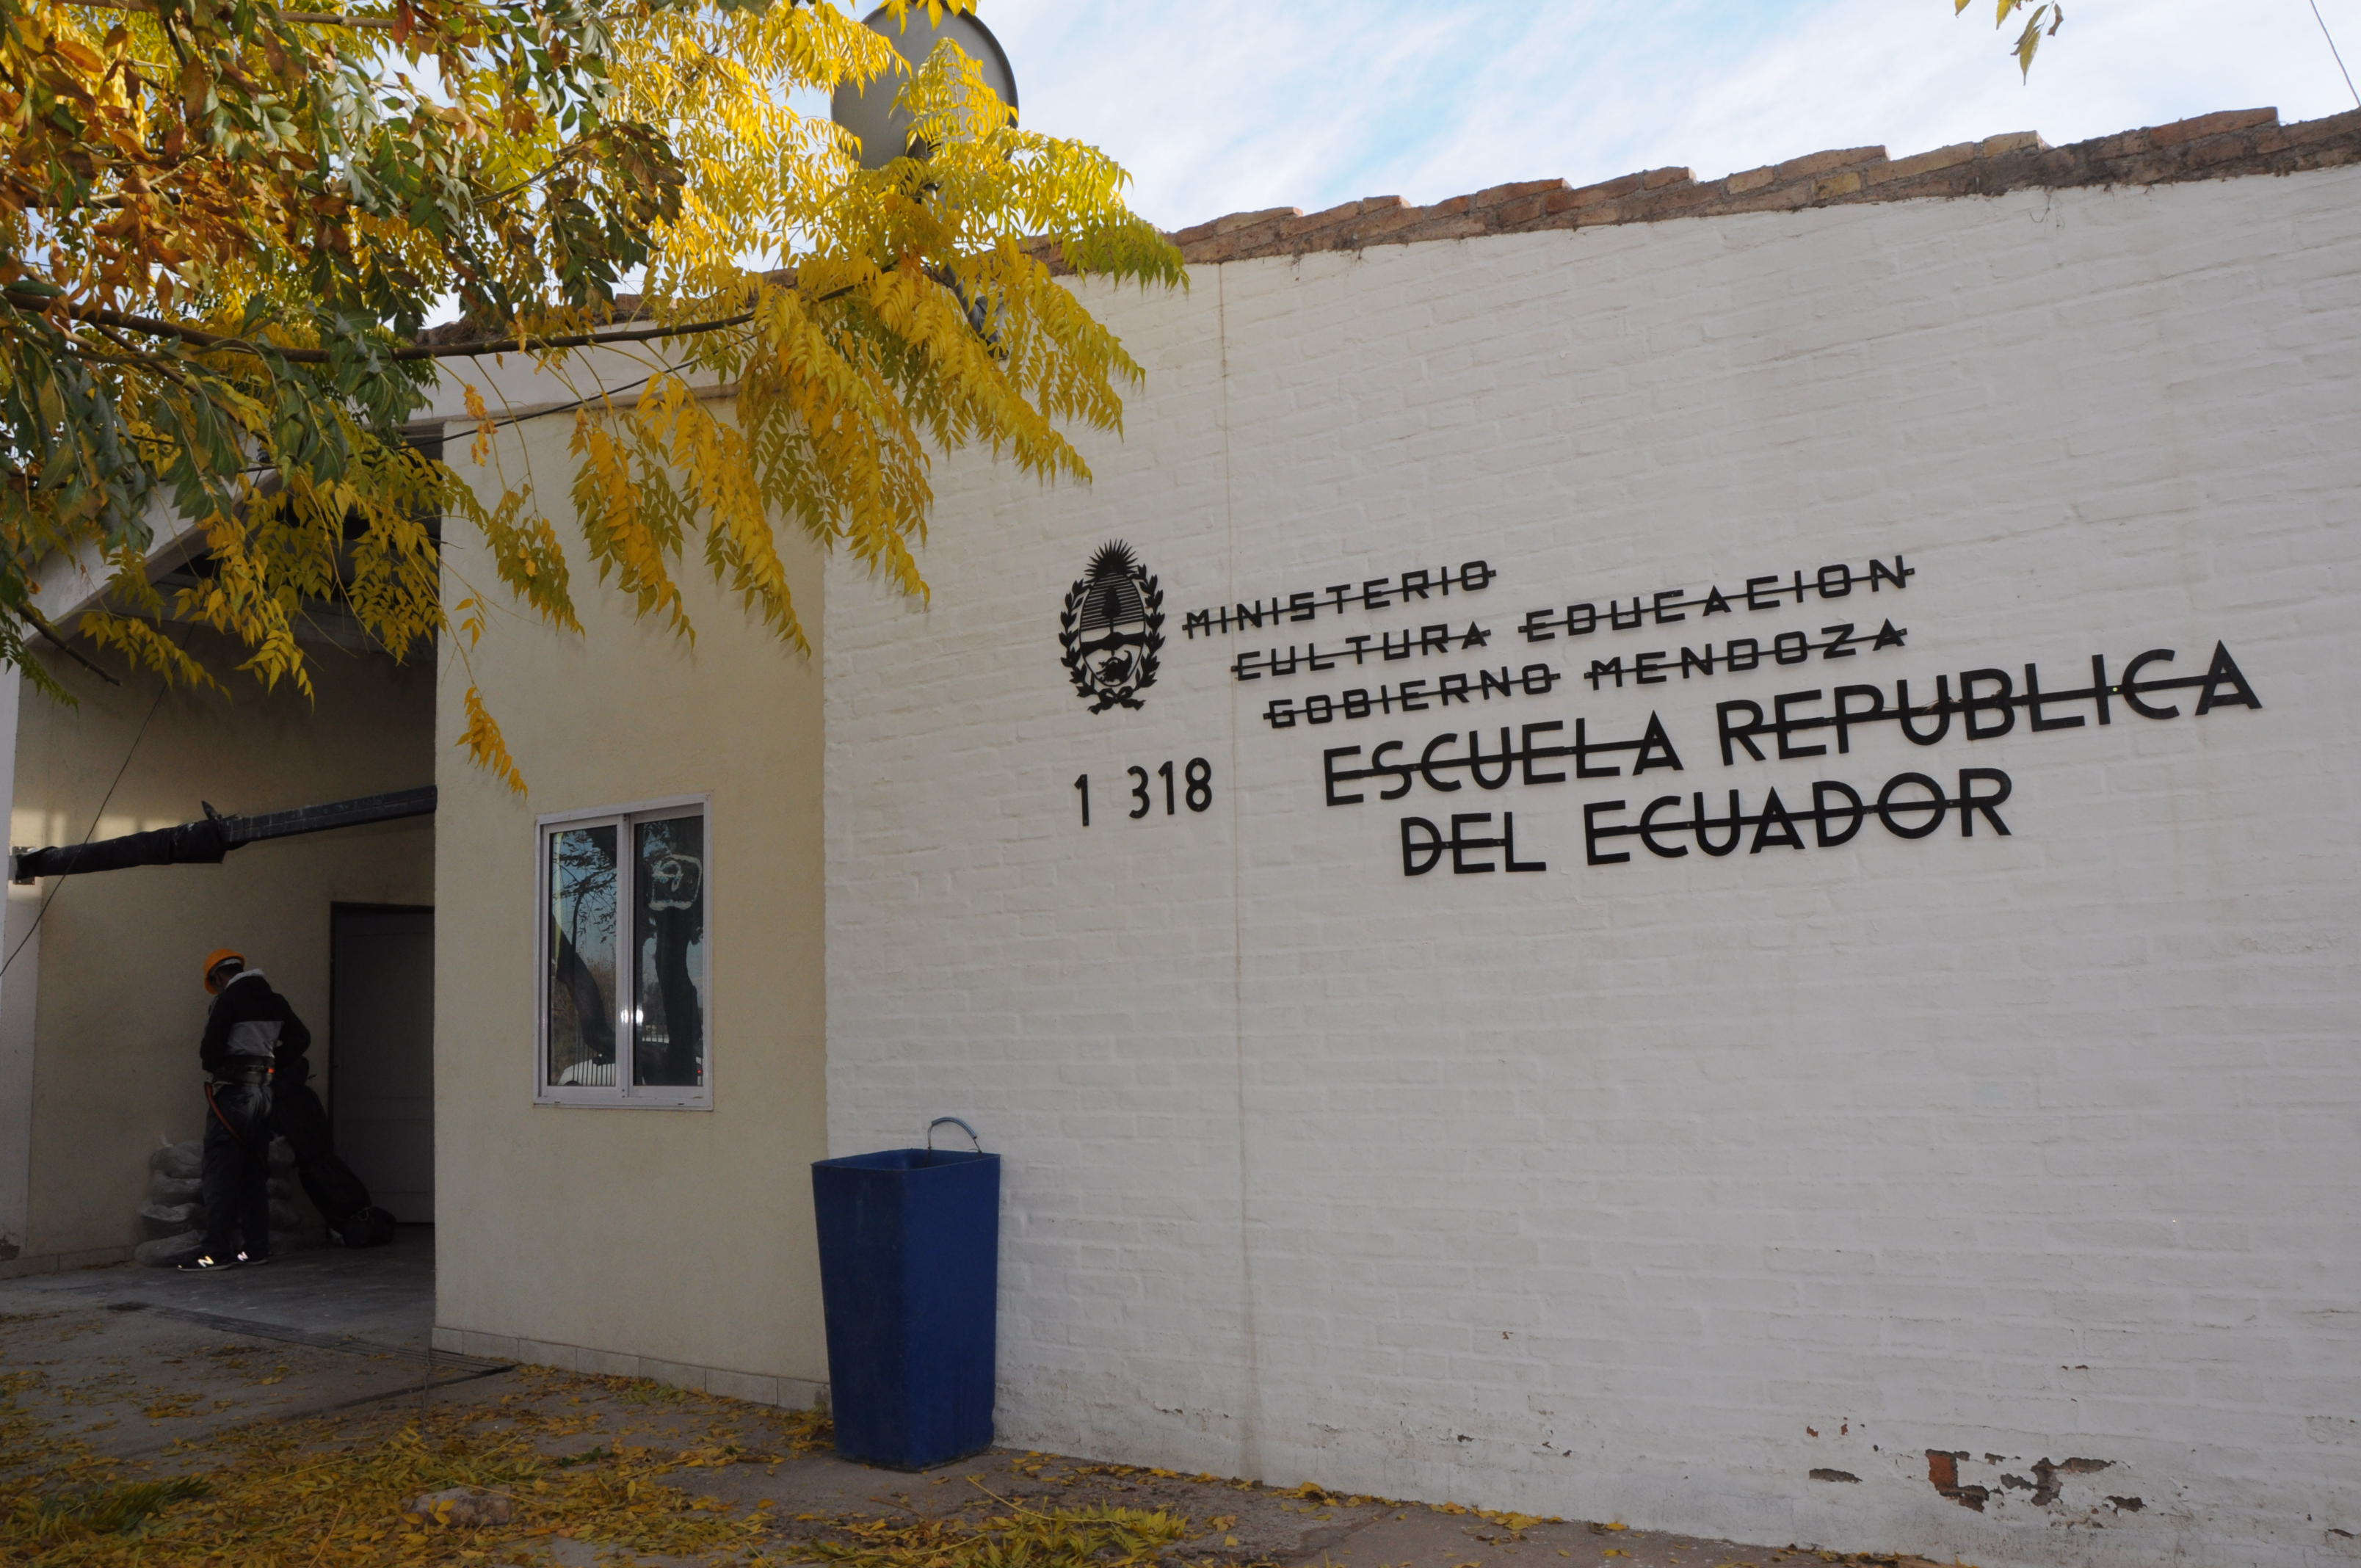 MINISTERIO
CULTURA EDUCACION
GOBIERNO MENDOZA
1 318 ESCUELA REPUBLICA
DEL ECUADOR
N